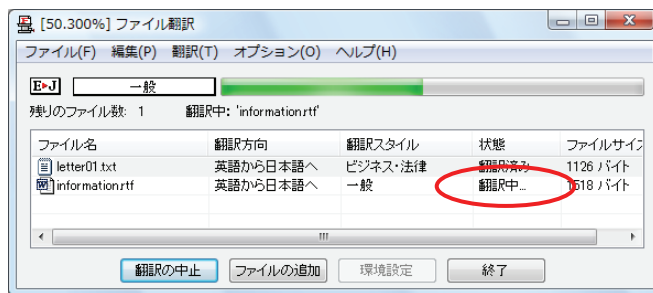 [50.300%] ファイル翻訳
ファイル(F) 編集(P) 翻訳(T) オプション(O) ヘルプ(H)
E▸J 一般
残りのファイル数: 1 翻訳中: 'information.rtf'
ファイル名 翻訳方向 翻訳スタイル 状態 ファイルサイズ
letter01.txt 英語から日本語へ ビジネス・法律 翻訳済み 1126 バイト
information.rtf 英語から日本語へ 一般 翻訳中... 1518 バイト
翻訳の中止 ファイルの追加 環境設定 終了